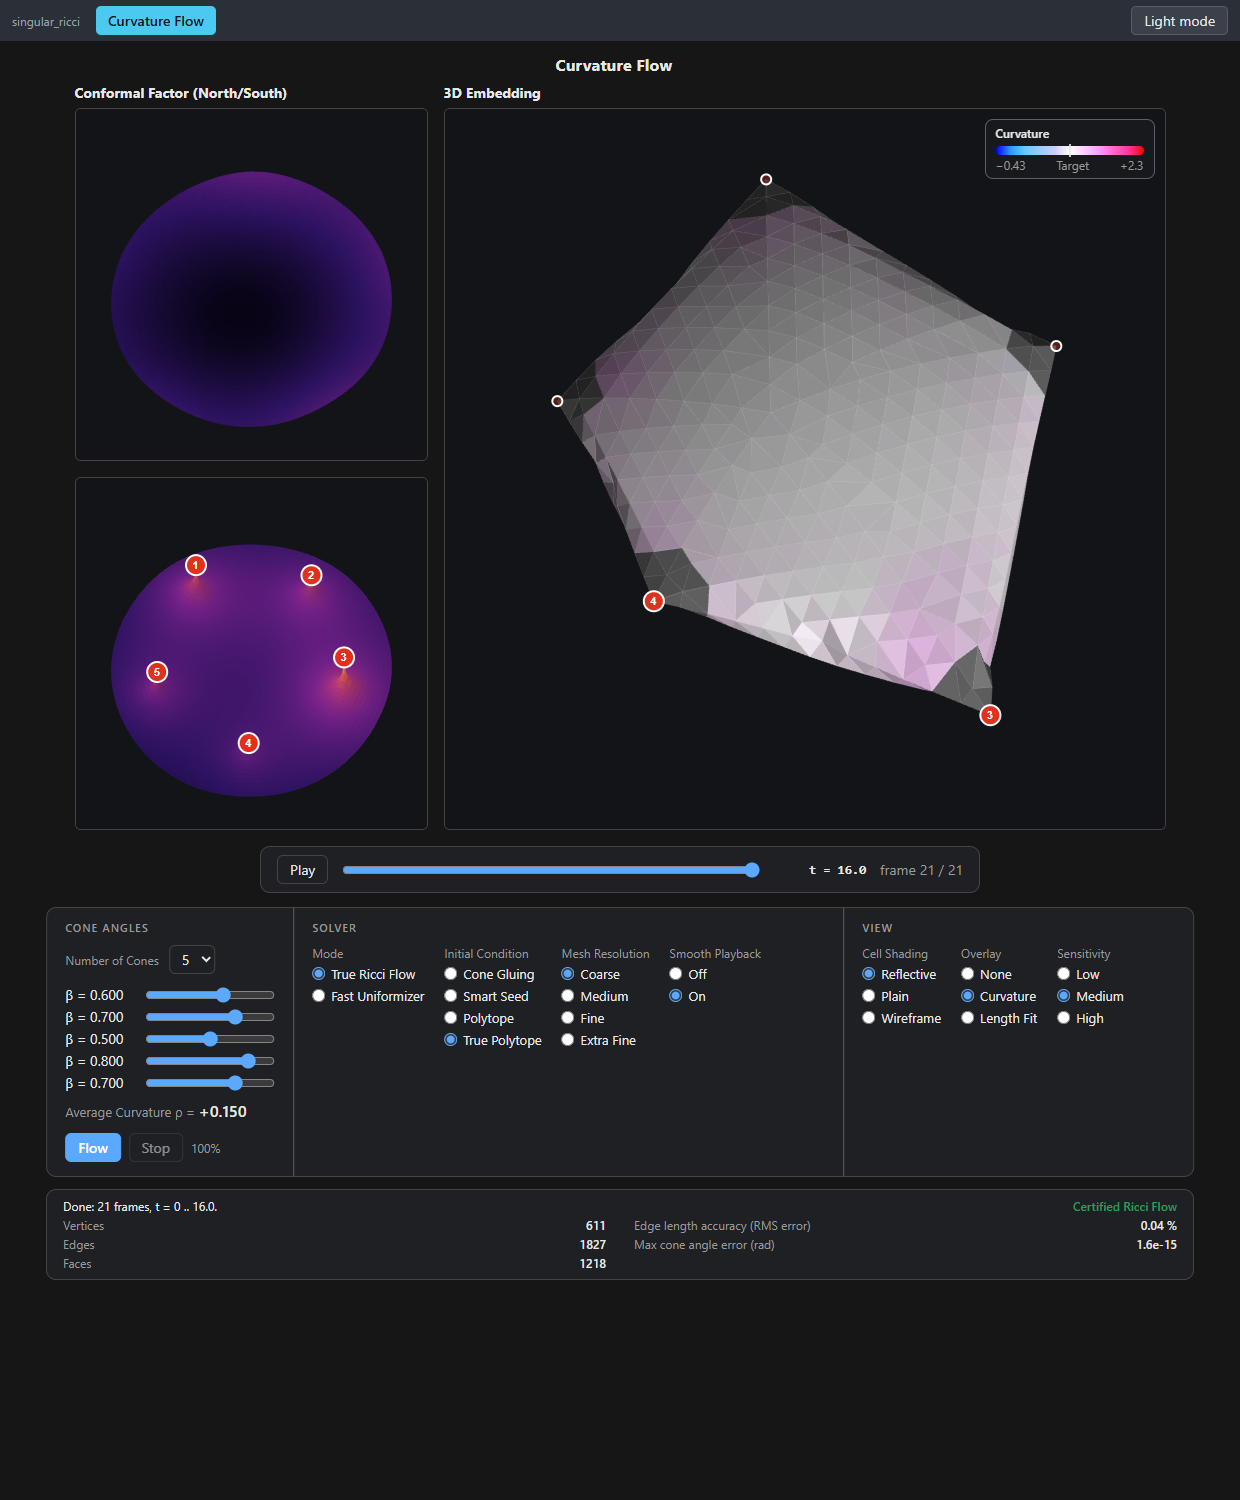 singular_ricci Curvature Flow Light mode
Curvature Flow
Conformal Factor (North/South)
3D Embedding
Curvature
−0.43 Target +2.3
1
2
3
5
4
4
3
Play t = 16.0 frame 21 / 21
CONE ANGLES
Number of Cones 5
β = 0.600
β = 0.700
β = 0.500
β = 0.800
β = 0.700
Average Curvature ρ = +0.150
Flow Stop 100%
SOLVER
Mode
True Ricci Flow
Fast Uniformizer
Initial Condition
Cone Gluing
Smart Seed
Polytope
True Polytope
Mesh Resolution
Coarse
Medium
Fine
Extra Fine
Smooth Playback
Off
On
VIEW
Cell Shading
Reflective
Plain
Wireframe
Overlay
None
Curvature
Length Fit
Sensitivity
Low
Medium
High
Done: 21 frames, t = 0 .. 16.0. Certified Ricci Flow
Vertices 611 Edge length accuracy (RMS error) 0.04 %
Edges 1827 Max cone angle error (rad) 1.6e-15
Faces 1218